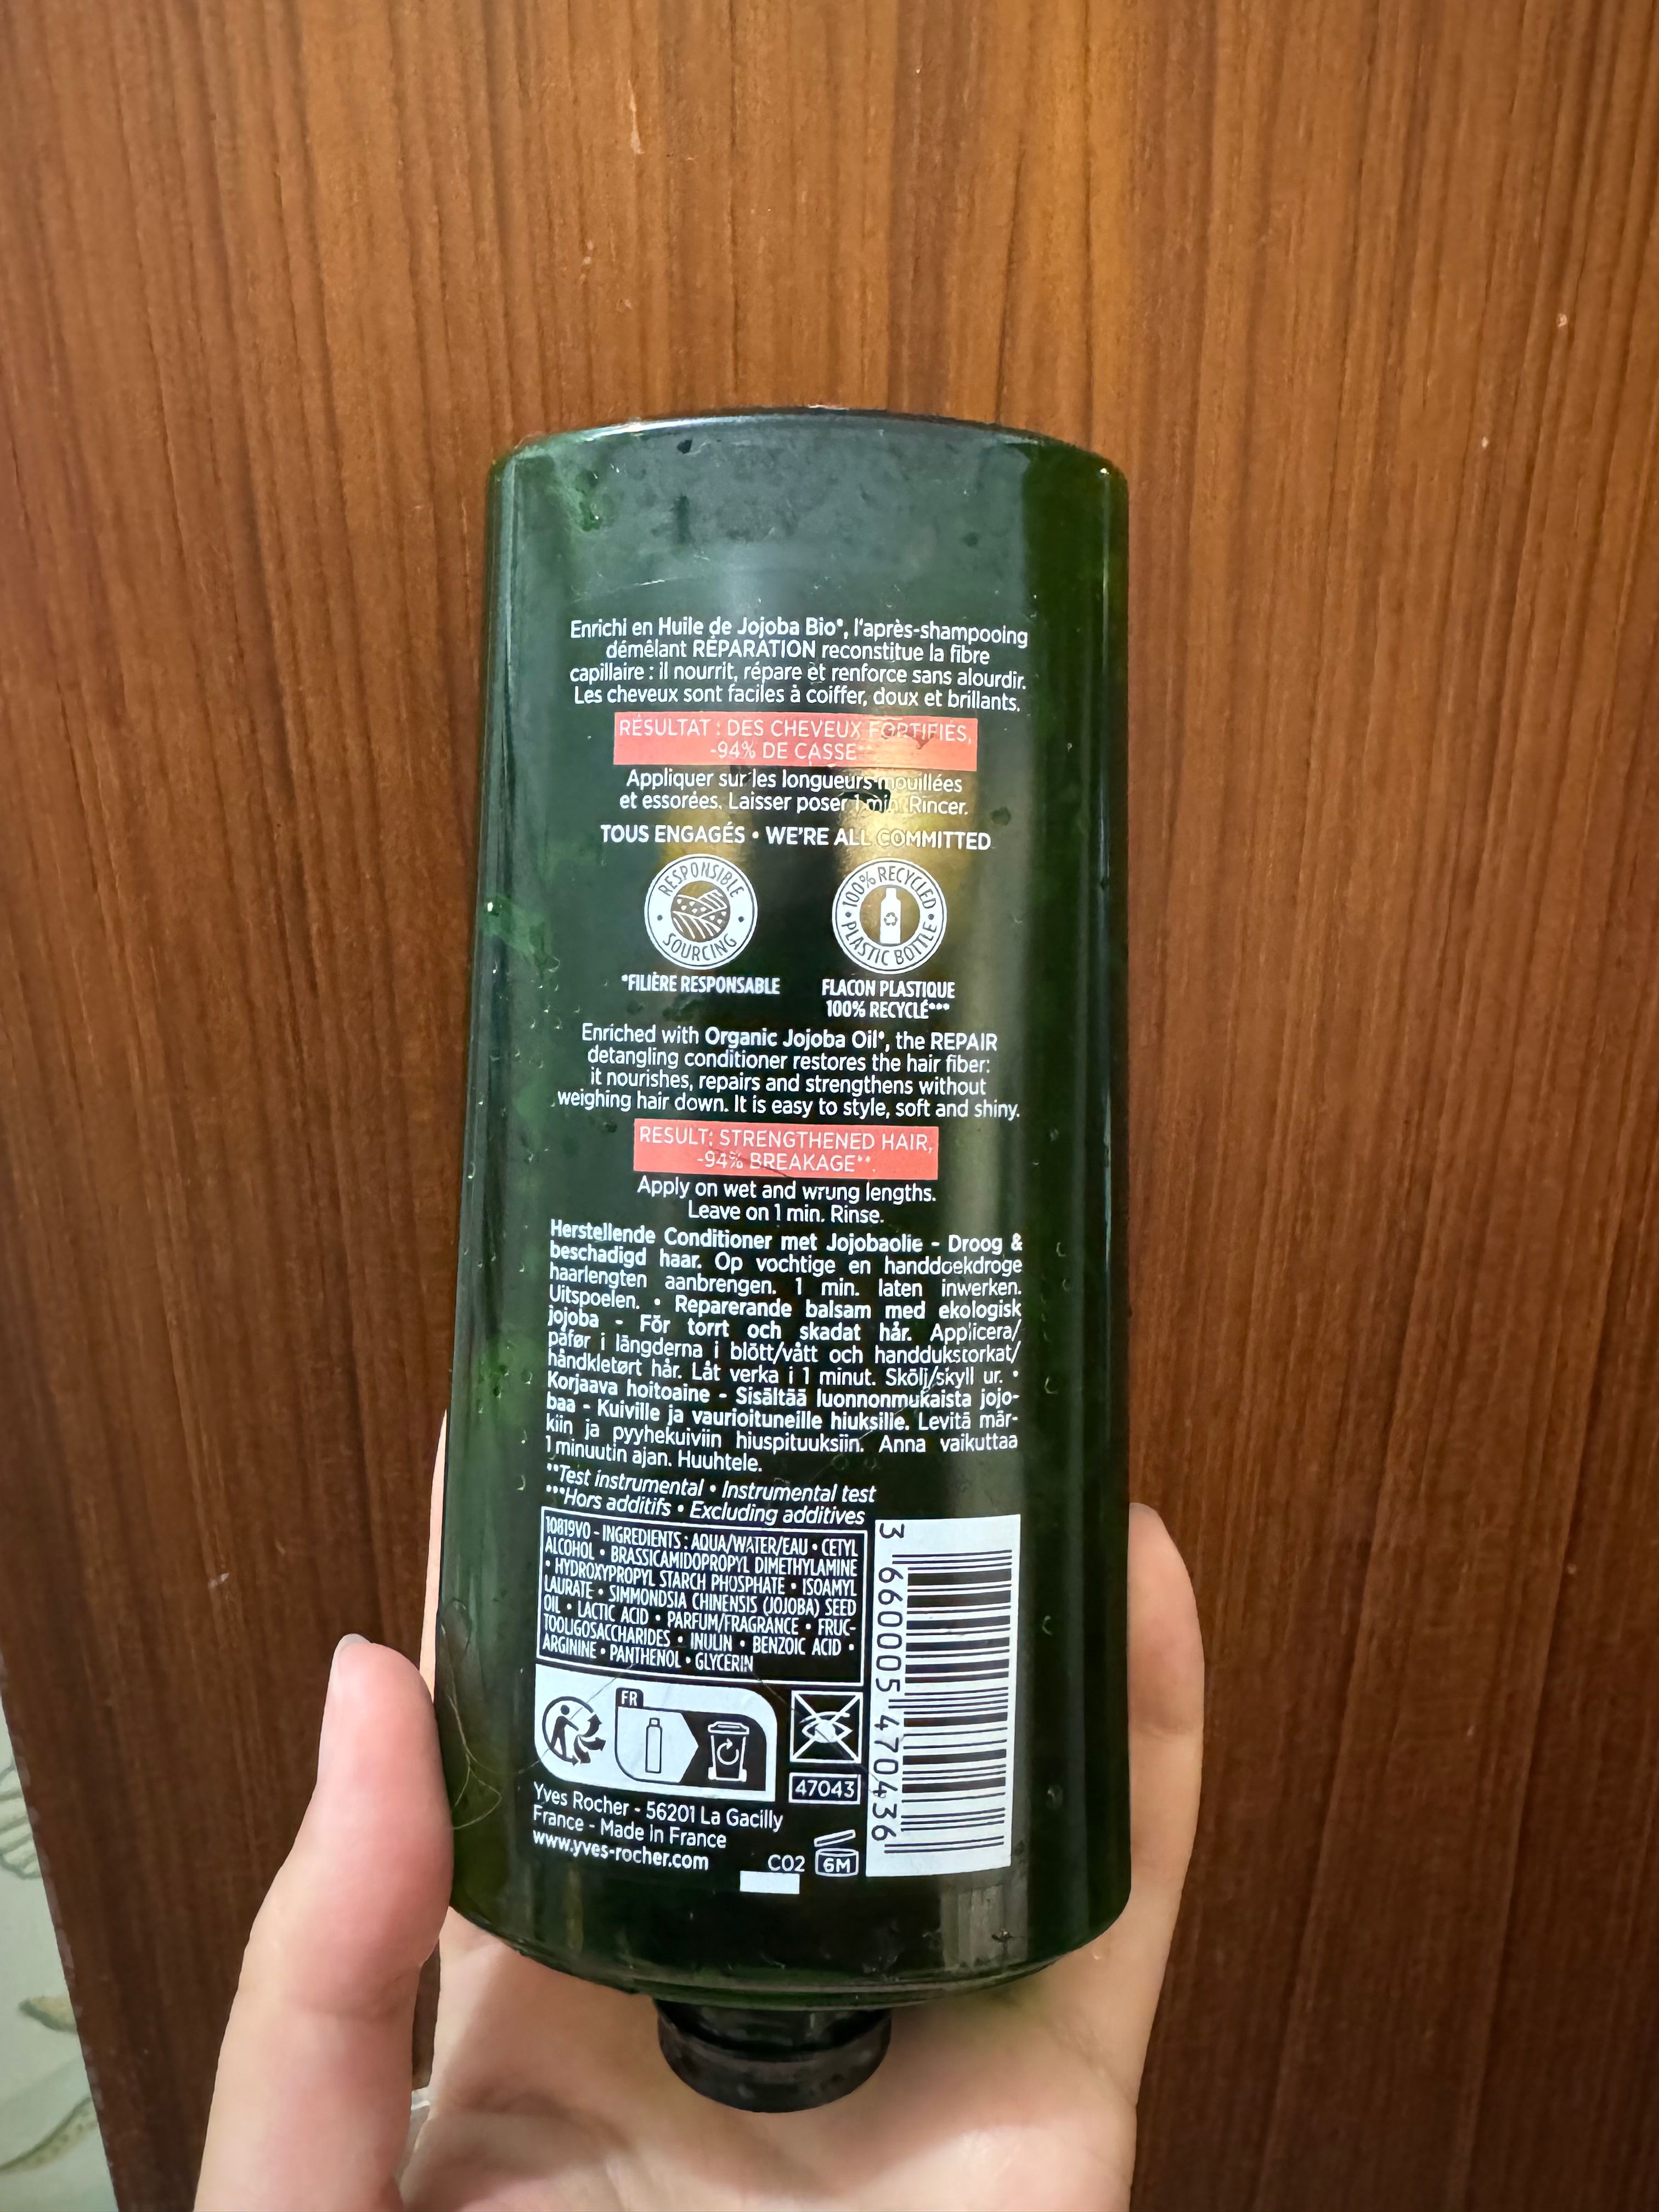 Enrichi en Huile de Jojoba Bio*, l'après-shampooing
démêlant RÉPARATION reconstitue la fibre
capillaire : il nourrit, répare et renforce sans alourdir.
Les cheveux sont faciles à coiffer, doux et brillants.
RÉSULTAT : DES CHEVEUX FORTIFIÉS,
-94% DE CASSE**
Appliquer sur les longueurs mouillées
et essorées. Laisser poser 1 min. Rincer.
TOUS ENGAGÉS • WE'RE ALL COMMITTED
RESPONSIBLE SOURCING
100% RECYCLED PLASTIC BOTTLE
*FILIÈRE RESPONSABLE
FLACON PLASTIQUE
100% RECYCLÉ***
Enriched with Organic Jojoba Oil*, the REPAIR
detangling conditioner restores the hair fiber:
it nourishes, repairs and strengthens without
weighing hair down. It is easy to style, soft and shiny.
RESULT: STRENGTHENED HAIR,
-94% BREAKAGE**.
Apply on wet and wrung lengths.
Leave on 1 min. Rinse.
Herstellende Conditioner met Jojobaolie - Droog &
beschadigd haar. Op vochtige en handdoekdroge
haarlengten aanbrengen. 1 min. laten inwerken.
Uitspoelen. • Reparerande balsam med ekologisk
jojoba - För torrt och skadat hår. Applicera/
påfør i längderna i blött/vått och handdukstorkat/
håndkletørt hår. Låt verka i 1 minut. Skölj/skyll ur. •
Korjaava hoitoaine - Sisältää luonnonmukaista jojo-
baa - Kuiville ja vaurioituneille hiuksille. Levitä mär-
kiin ja pyyhekuiviin hiuspituuksiin. Anna vaikuttaa
1 minuutin ajan. Huuhtele.
**Test instrumental • Instrumental test
***Hors additifs • Excluding additives
10819V0 - INGREDIENTS : AQUA/WATER/EAU • CETYL
ALCOHOL • BRASSICAMIDOPROPYL DIMETHYLAMINE
• HYDROXYPROPYL STARCH PHOSPHATE • ISOAMYL
LAURATE • SIMMONDSIA CHINENSIS (JOJOBA) SEED
OIL • LACTIC ACID • PARFUM/FRAGRANCE • FRUC-
TOOLIGOSACCHARIDES • INULIN • BENZOIC ACID •
ARGININE • PANTHENOL • GLYCERIN
3 660005 470436
FR
47043
Yves Rocher - 56201 La Gacilly
France - Made in France
www.yves-rocher.com
C02
6M